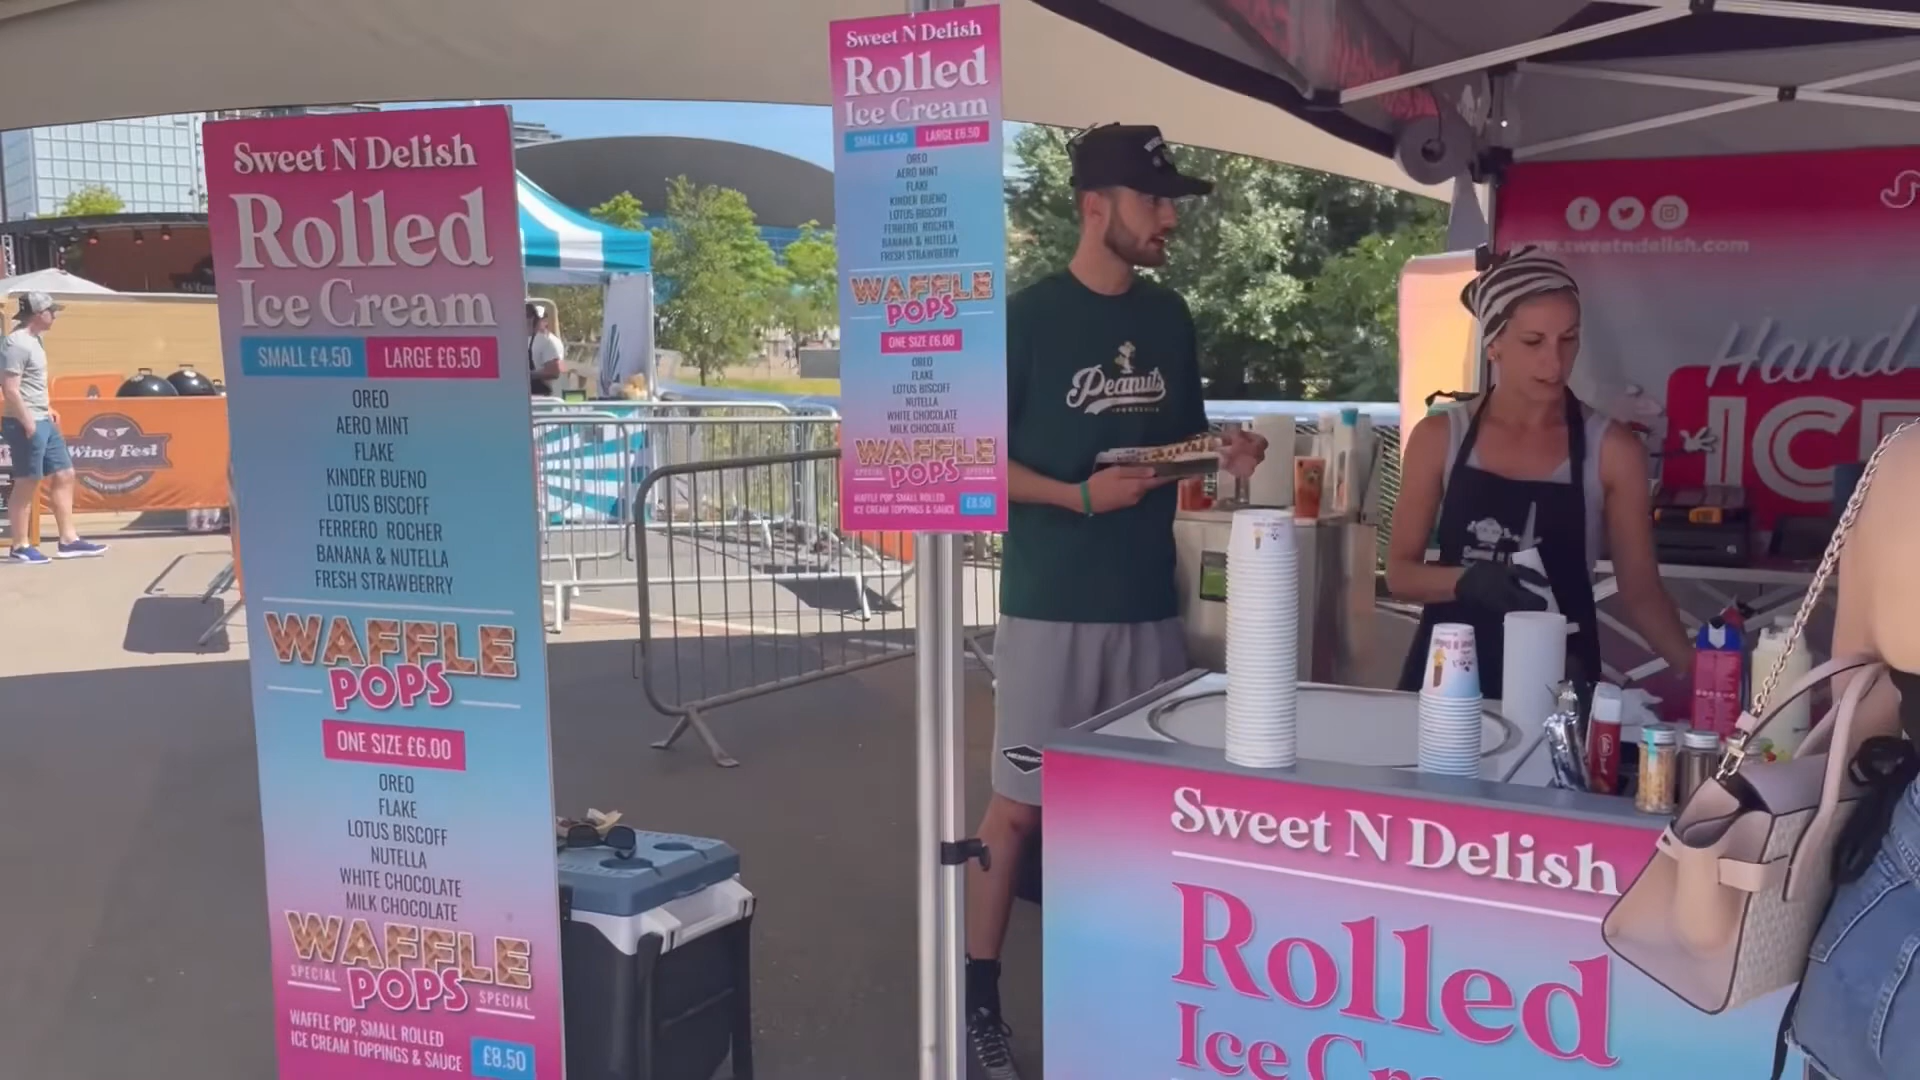 Sweet N Delish
Rolled
Ice Cream
SMALL £4.50 LARGE £6.50
OREO
AERO MINT
FLAKE
KINDER BUENO
LOTUS BISCOFF
FERRERO ROCHER
BANANA & NUTELLA
FRESH STRAWBERRY
WAFFLE
POPS
ONE SIZE £6.00
OREO
FLAKE
LOTUS BISCOFF
NUTELLA
WHITE CHOCOLATE
MILK CHOCOLATE
WAFFLE
SPECIAL POPS SPECIAL
WAFFLE POP, SMALL ROLLED
ICE CREAM TOPPINGS & SAUCE £8.50
Wing Fest
Sweet N Delish
Rolled
Ice Cream
SMALL £4.50 LARGE £6.50
OREO
AERO MINT
FLAKE
KINDER BUENO
LOTUS BISCOFF
FERRERO ROCHER
BANANA & NUTELLA
FRESH STRAWBERRY
WAFFLE
POPS
ONE SIZE £6.00
OREO
FLAKE
LOTUS BISCOFF
NUTELLA
WHITE CHOCOLATE
MILK CHOCOLATE
WAFFLE
SPECIAL POPS SPECIAL
WAFFLE POP, SMALL ROLLED
ICE CREAM TOPPINGS & SAUCE £8.50
Peanuts
www.sweetndelish.com
Hand
ICE
Sweet N Delish
Rolled
Ice Cr